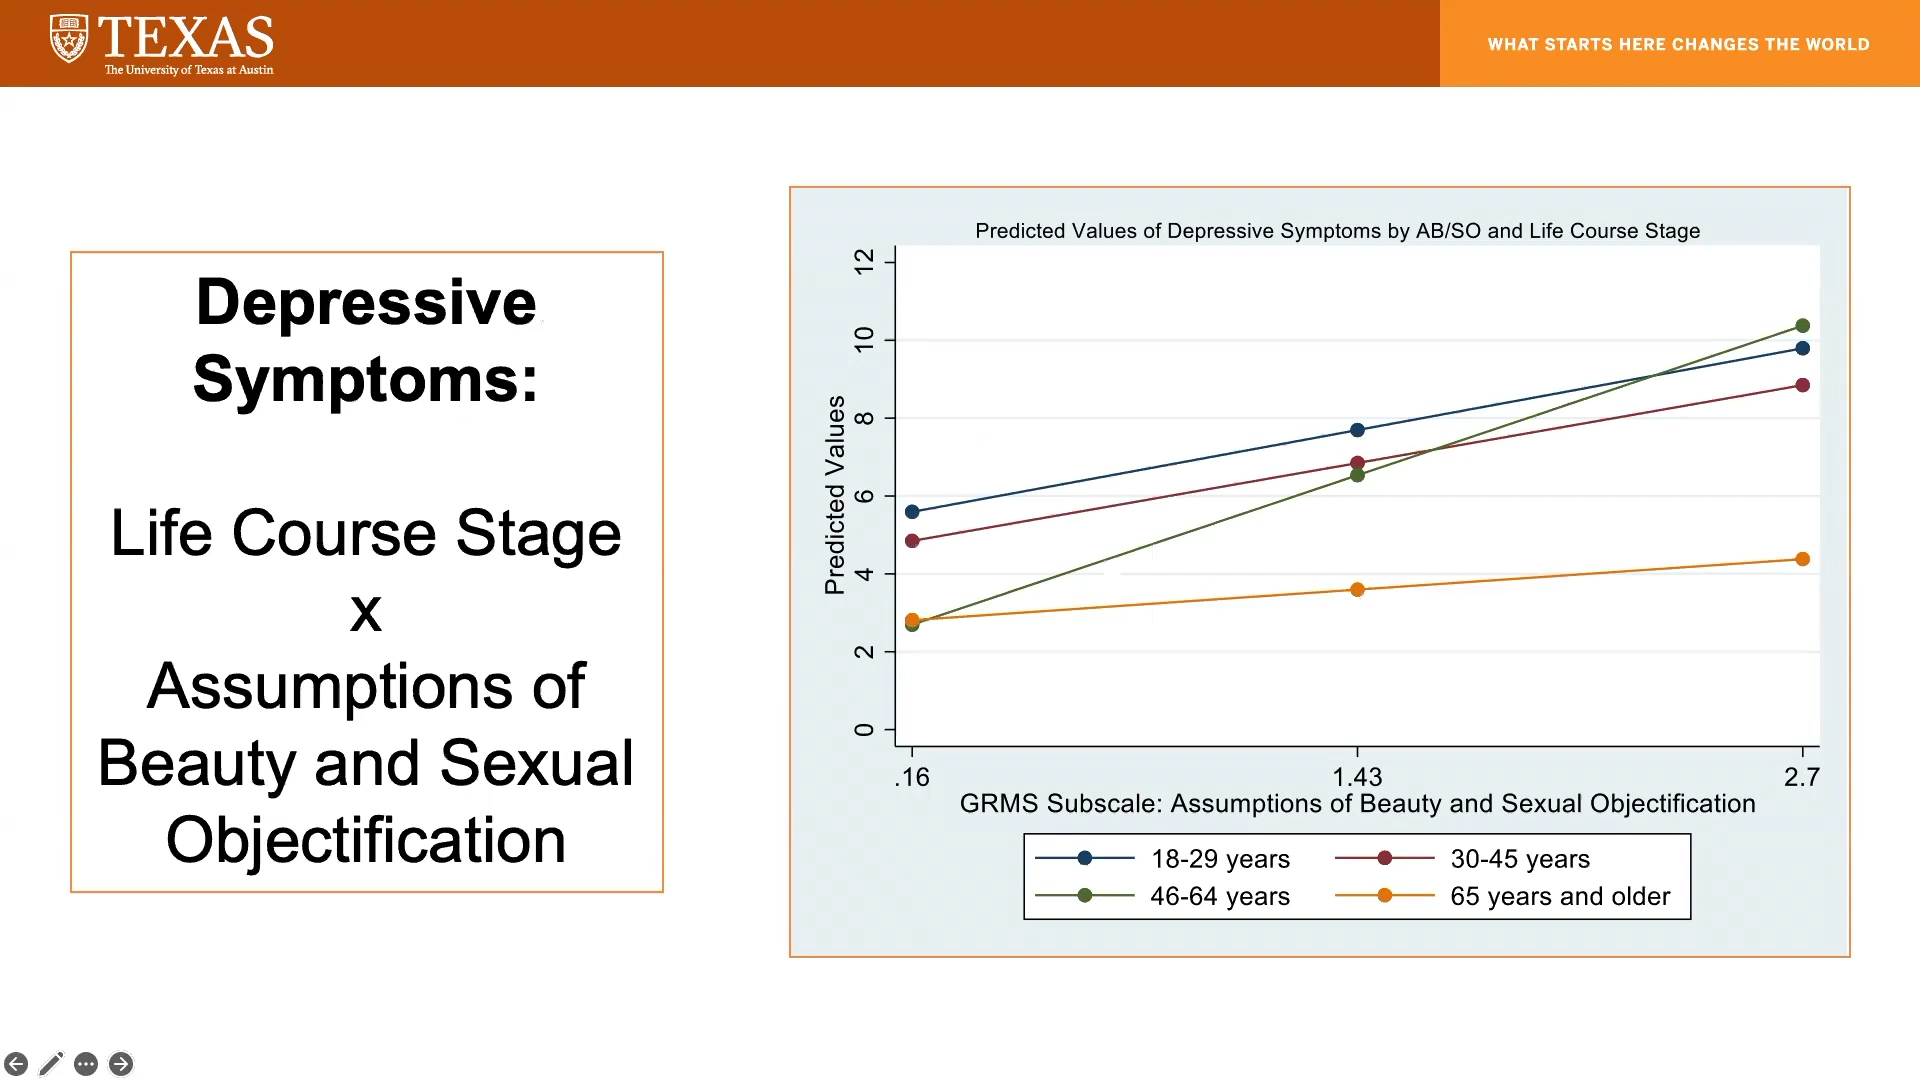 TEXAS
The University of Texas at Austin
WHAT STARTS HERE CHANGES THE WORLD
Depressive
Symptoms:
Life Course Stage
x
Assumptions of
Beauty and Sexual
Objectification
Predicted Values of Depressive Symptoms by AB/SO and Life Course Stage
Predicted Values
12
10
8
6
4
2
0
.16 1.43 2.7
GRMS Subscale: Assumptions of Beauty and Sexual Objectification
18-29 years 30-45 years
46-64 years 65 years and older